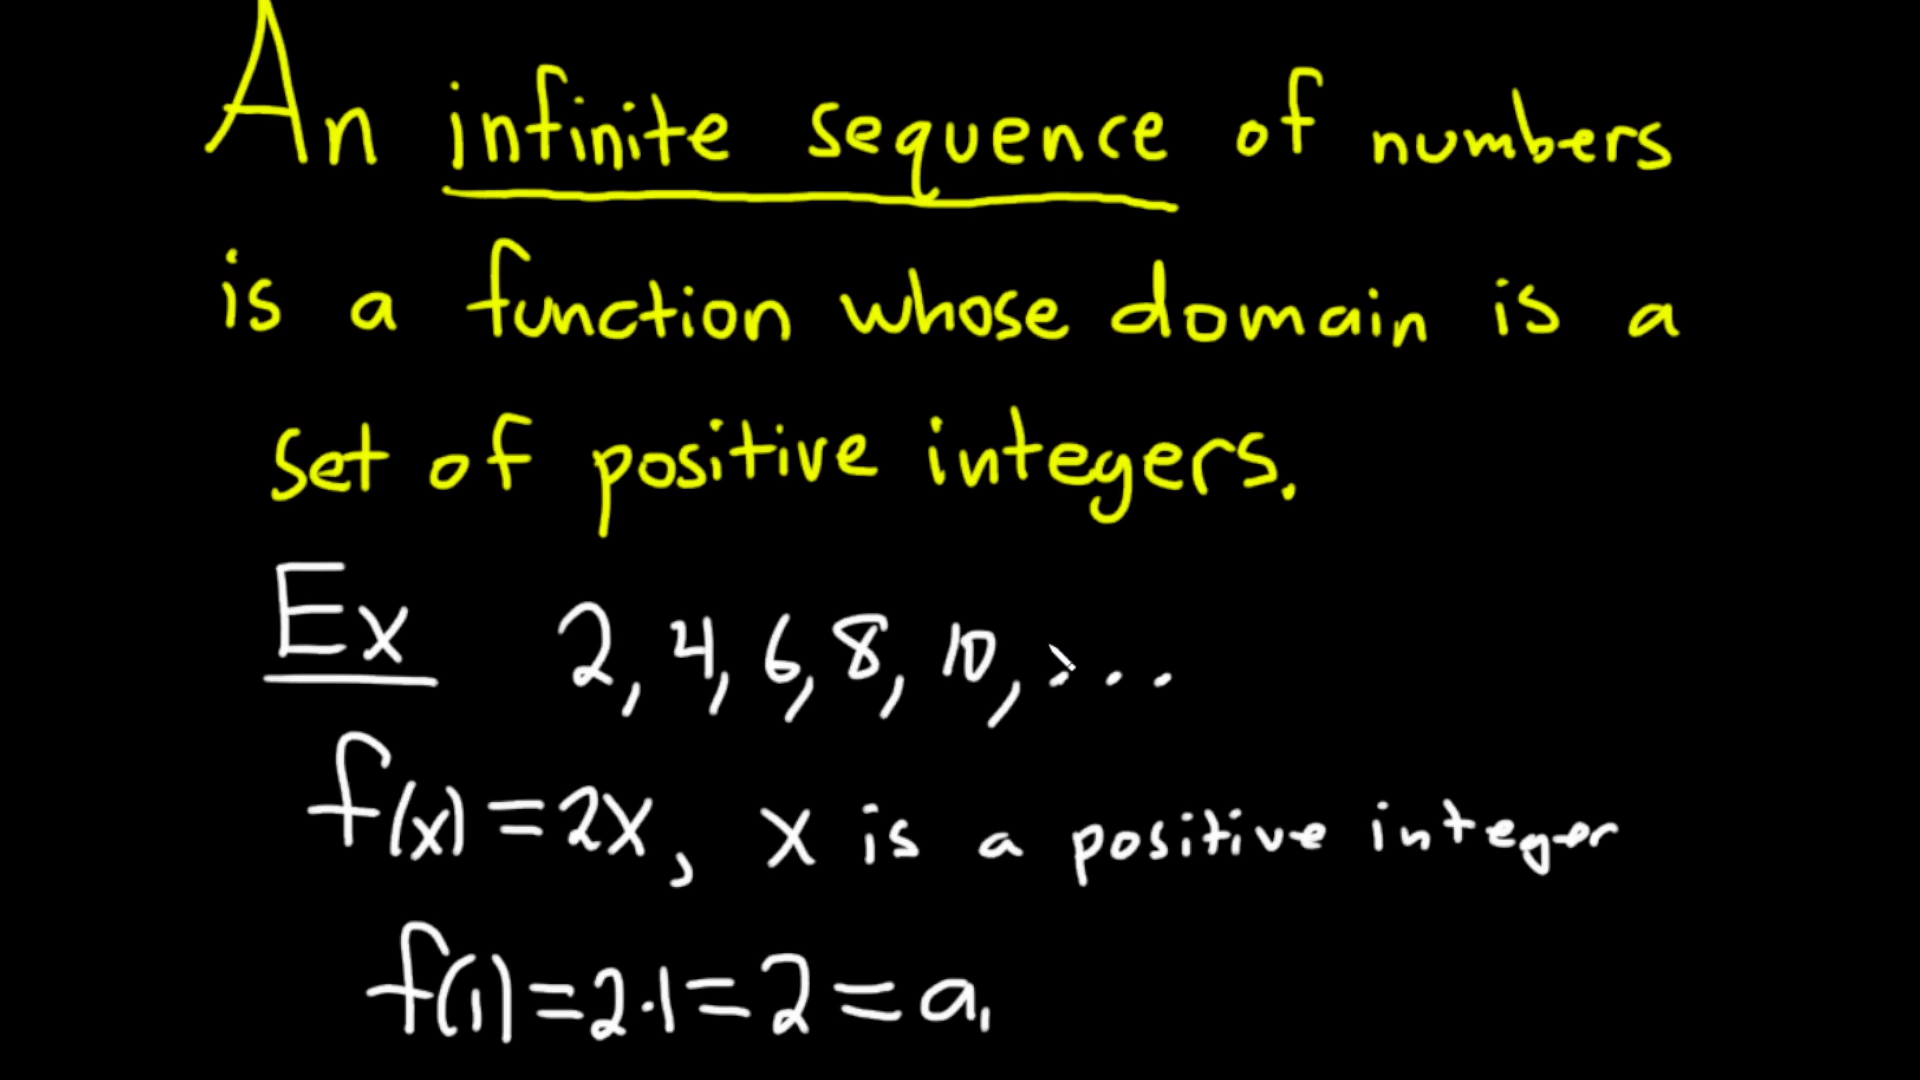 An infinite sequence of numbers
is a function whose domain is a
set of positive integers.
Ex 2, 4, 6, 8, 10, ...
f(x) = 2x, x is a positive integer
f(1) = 2·1 = 2 = a₁